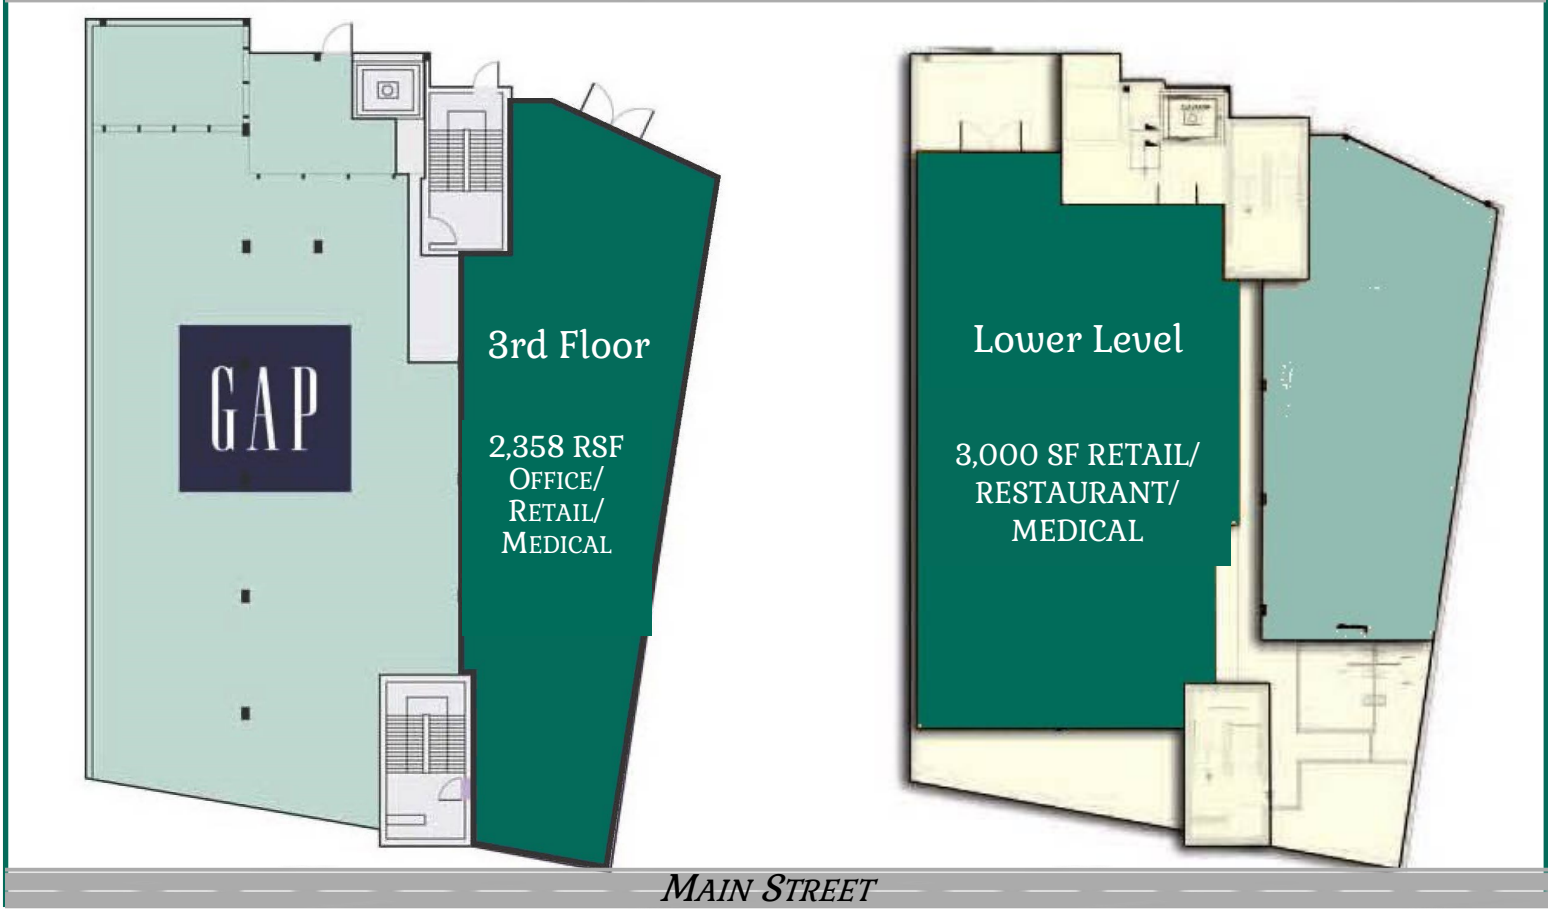 GAP
3rd Floor
2,358 RSF
OFFICE/
RETAIL/
MEDICAL
Lower Level
3,000 SF RETAIL/
RESTAURANT/
MEDICAL
MAIN STREET